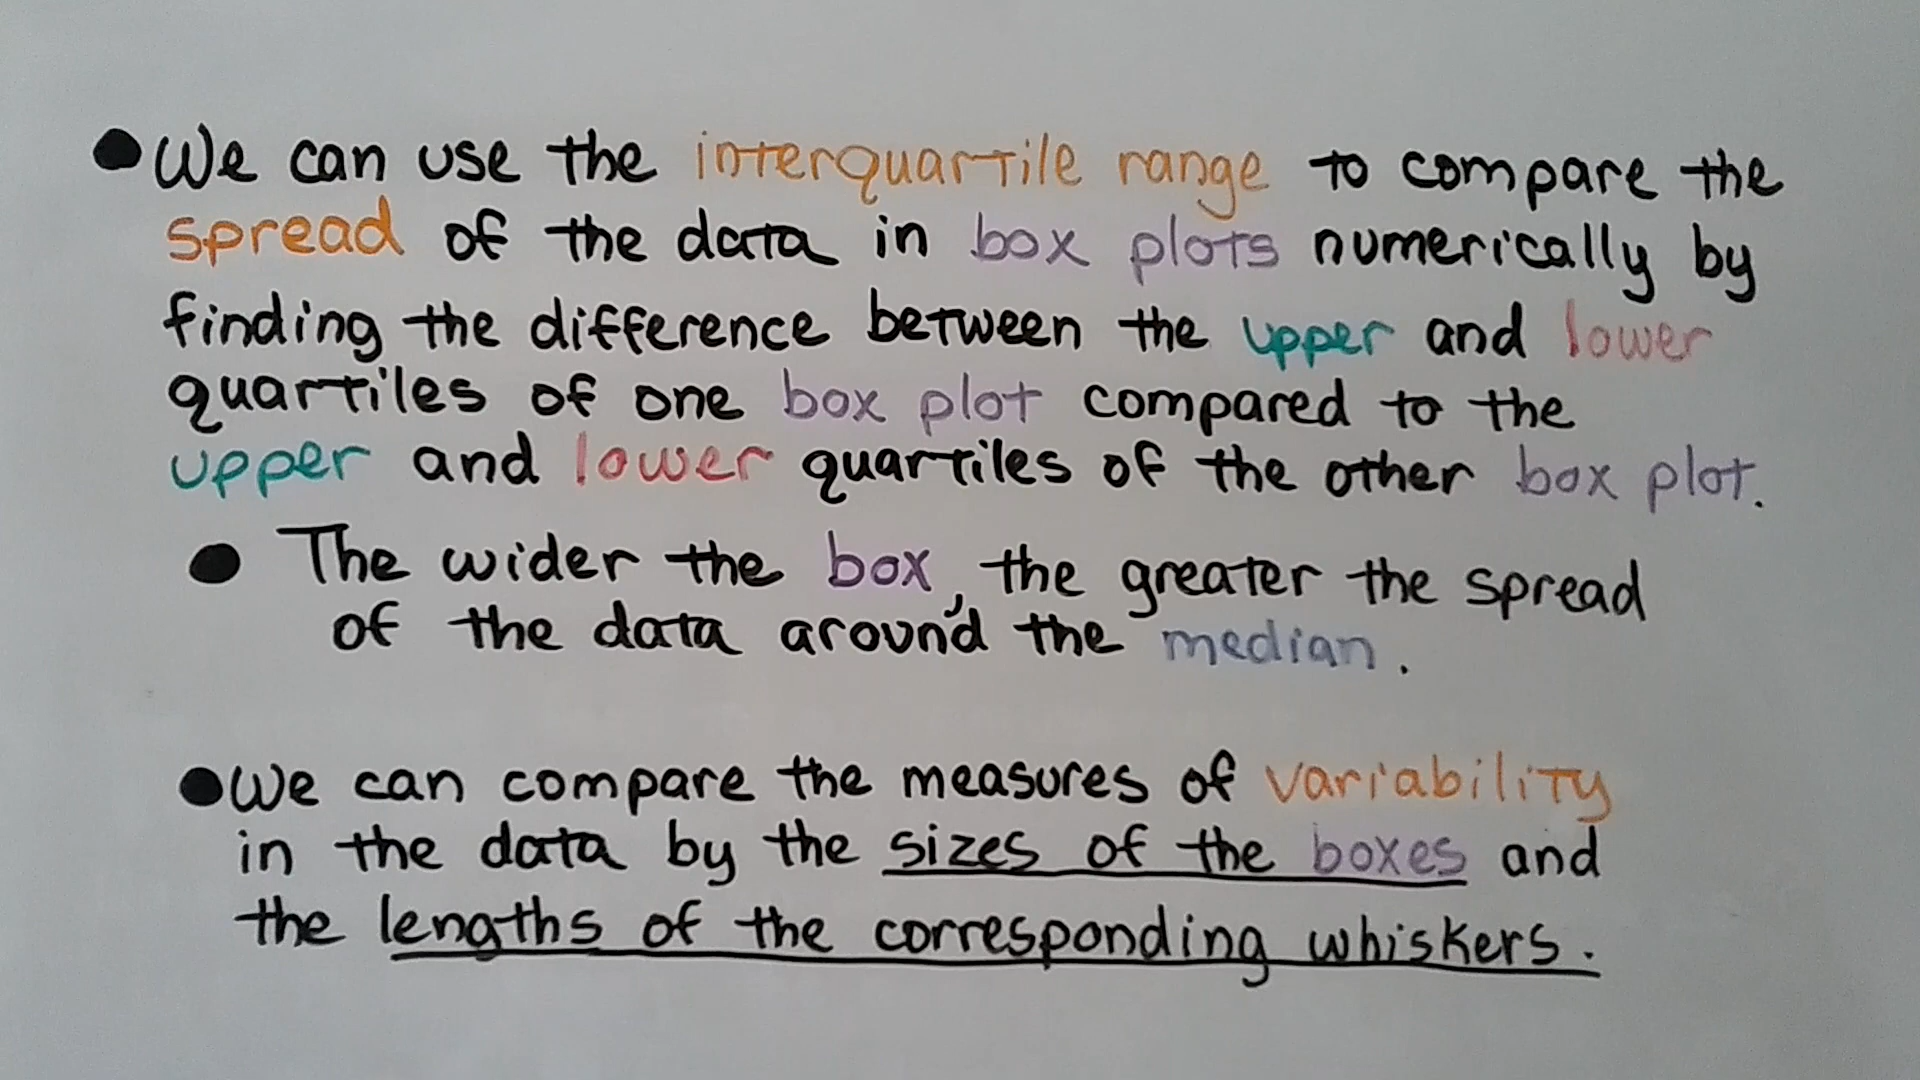 ● We can use the interquartile range to compare the
spread of the data in box plots numerically by
finding the difference between the upper and lower
quartiles of one box plot compared to the
upper and lower quartiles of the other box plot.
● The wider the box, the greater the spread
of the data around the median.
● We can compare the measures of variability
in the data by the sizes of the boxes and
the lengths of the corresponding whiskers.